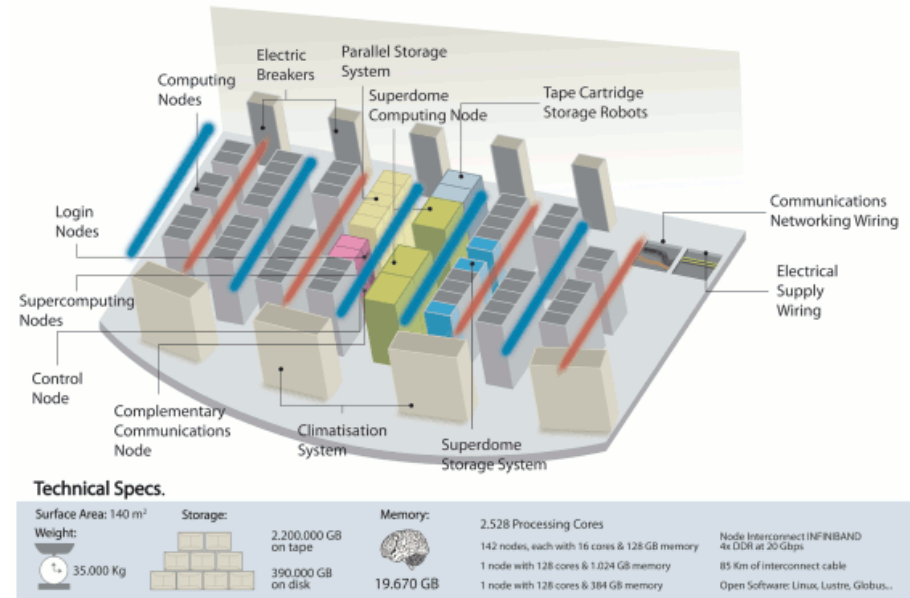 Electric
Breakers
Parallel Storage
System
Computing
Nodes
Superdome
Computing Node
Tape Cartridge
Storage Robots
Login
Nodes
Communications
Networking Wiring
Electrical
Supply
Wiring
Supercomputing
Nodes
Control
Node
Complementary
Communications
Node
Climatisation
System
Superdome
Storage System
Technical Specs.
Surface Area: 140 m²
Weight:
35.000 Kg
Storage:
2.200.000 GB
on tape
390.000 GB
on disk
Memory:
19.670 GB
2.528 Processing Cores
142 nodes, each with 16 cores & 128 GB memory
1 node with 128 cores & 1.024 GB memory
1 node with 128 cores & 384 GB memory
Node Interconnect INFINIBAND
4x DDR at 20 Gbps
85 Km of interconnect cable
Open Software: Linux, Lustre, Globus...